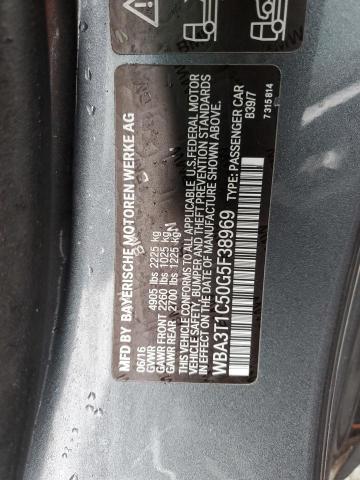 MFD BY BAYERISCHE MOTOREN WERKE AG
06/16
GVWR 4905 lbs 2225 kg
GAWR FRONT 2260 lbs 1025 kg
GAWR REAR 2700 lbs 1225 kg
THIS VEHICLE CONFORMS TO ALL APPLICABLE U.S. FEDERAL MOTOR
VEHICLE SAFETY, BUMPER AND THEFT PREVENTION STANDARDS
IN EFFECT ON THE DATE OF MANUFACTURE SHOWN ABOVE.
WBA3T1C50G5F38969 TYPE: PASSENGER CAR
B39/7
7 315 814